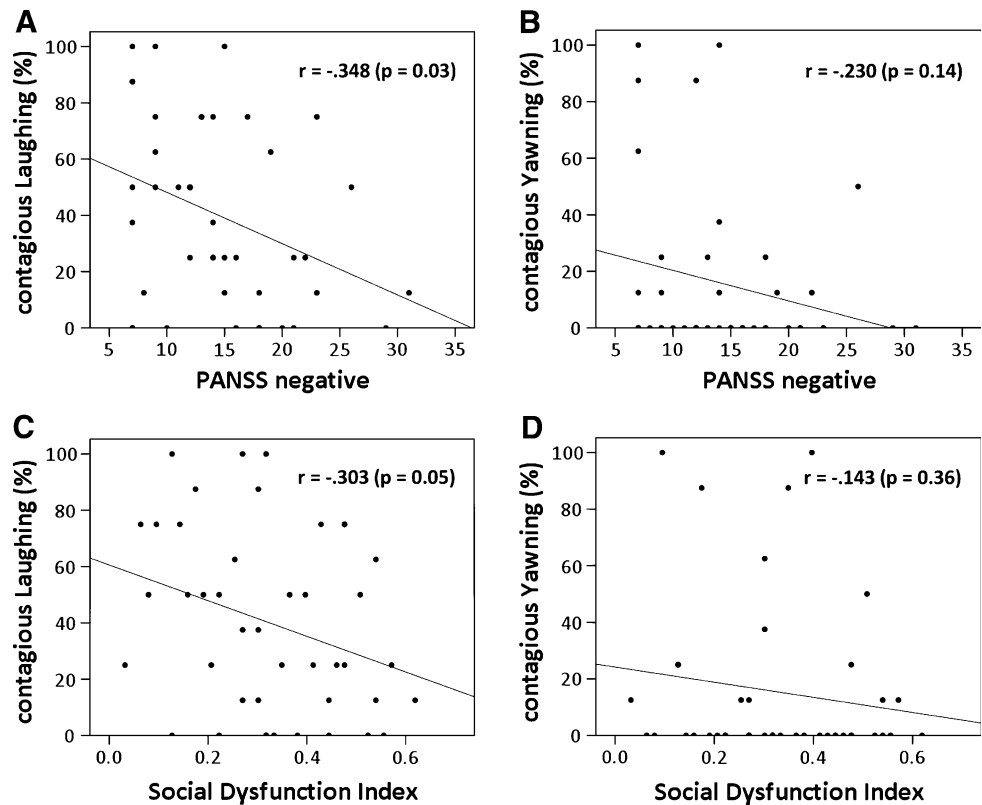 A
contagious Laughing (%)
100
80
60
40
20
0
r = -.348 (p = 0.03)
5 10 15 20 25 30 35
PANSS negative
B
contagious Yawning (%)
100
80
60
40
20
0
r = -.230 (p = 0.14)
5 10 15 20 25 30 35
PANSS negative
C
contagious Laughing (%)
100
80
60
40
20
0
r = -.303 (p = 0.05)
0.0 0.2 0.4 0.6
Social Dysfunction Index
D
contagious Yawning (%)
100
80
60
40
20
0
r = -.143 (p = 0.36)
0.0 0.2 0.4 0.6
Social Dysfunction Index